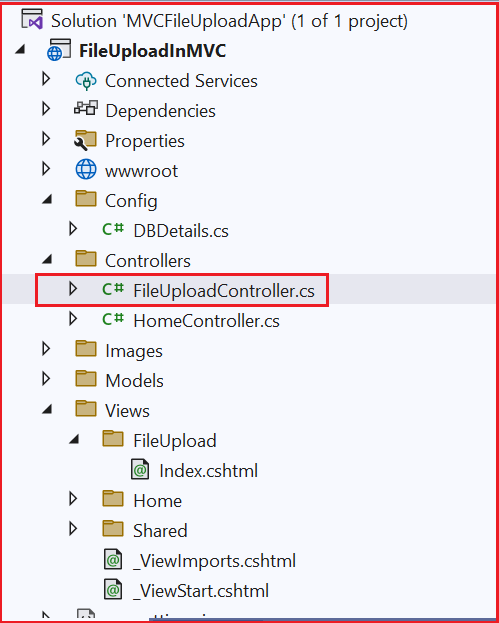 Solution 'MVCFileUploadApp' (1 of 1 project)
FileUploadInMVC
Connected Services
Dependencies
Properties
wwwroot
Config
C# DBDetails.cs
Controllers
C# FileUploadController.cs
C# HomeController.cs
Images
Models
Views
FileUpload
@ Index.cshtml
Home
Shared
@ _ViewImports.cshtml
@ _ViewStart.cshtml